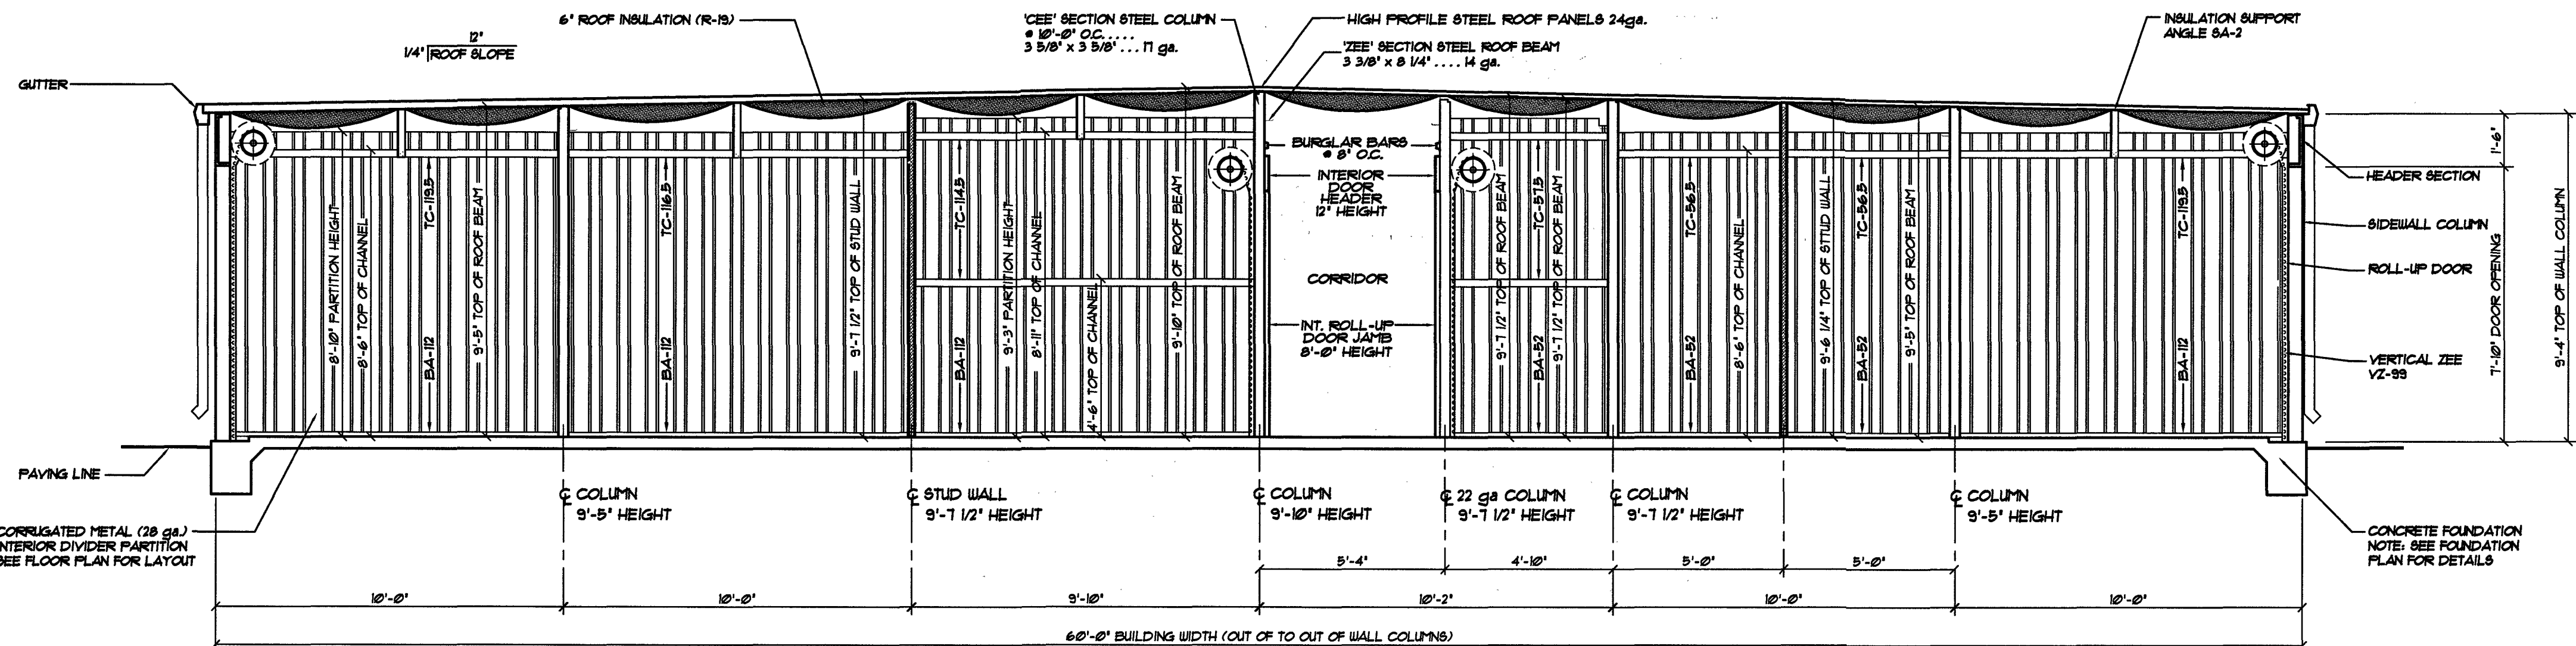 6" ROOF INSULATION (R-19)
'CEE' SECTION STEEL COLUMN
@ 10'-0" O.C. . . . .
3 5/8" x 3 5/8" . . . 17 ga.
HIGH PROFILE STEEL ROOF PANELS 24ga.
'ZEE' SECTION STEEL ROOF BEAM
3 3/8" x 8 1/4" . . . . 14 ga.
INSULATION SUPPORT
ANGLE SA-2
12"
1/4" ROOF SLOPE
GUTTER
8'-10" PARTITION HEIGHT
8'-6" TOP OF CHANNEL
TC-119.5
BA-112
9'-5" TOP OF ROOF BEAM
TC-116.5
BA-112
9'-7 1/2" TOP OF STUD WALL
TC-114.5
BA-112
9'-3" PARTITION HEIGHT
8'-11" TOP OF CHANNEL
4'-6" TOP OF CHANNEL
9'-10" TOP OF ROOF BEAM
BURGLAR BARS
@ 8" O.C.
INTERIOR
DOOR
HEADER
12" HEIGHT
CORRIDOR
INT. ROLL-UP
DOOR JAMB
8'-0" HEIGHT
9'-7 1/2" TOP OF ROOF BEAM
TC-57.5
BA-52
9'-7 1/2" TOP OF ROOF BEAM
TC-56.5
BA-52
8'-6" TOP OF CHANNEL
9'-6 1/4" TOP OF STUD WALL
TC-56.5
BA-52
9'-5" TOP OF ROOF BEAM
TC-119.5
BA-112
1'-6"
7'-10" DOOR OPENING
9'-4" TOP OF WALL COLUMN
HEADER SECTION
SIDEWALL COLUMN
ROLL-UP DOOR
VERTICAL ZEE
VZ-99
PAVING LINE
CORRUGATED METAL (28 ga.)
INTERIOR DIVIDER PARTITION
SEE FLOOR PLAN FOR LAYOUT
℄ COLUMN
9'-5" HEIGHT
℄ STUD WALL
9'-7 1/2" HEIGHT
℄ COLUMN
9'-10" HEIGHT
℄ 22 ga COLUMN
9'-7 1/2" HEIGHT
℄ COLUMN
9'-7 1/2" HEIGHT
℄ COLUMN
9'-5" HEIGHT
CONCRETE FOUNDATION
NOTE: SEE FOUNDATION
PLAN FOR DETAILS
5'-4" 4'-10" 5'-0" 5'-0"
10'-0" 10'-0" 9'-10" 10'-2" 10'-0" 10'-0"
60'-0" BUILDING WIDTH (OUT OF TO OUT OF WALL COLUMNS)